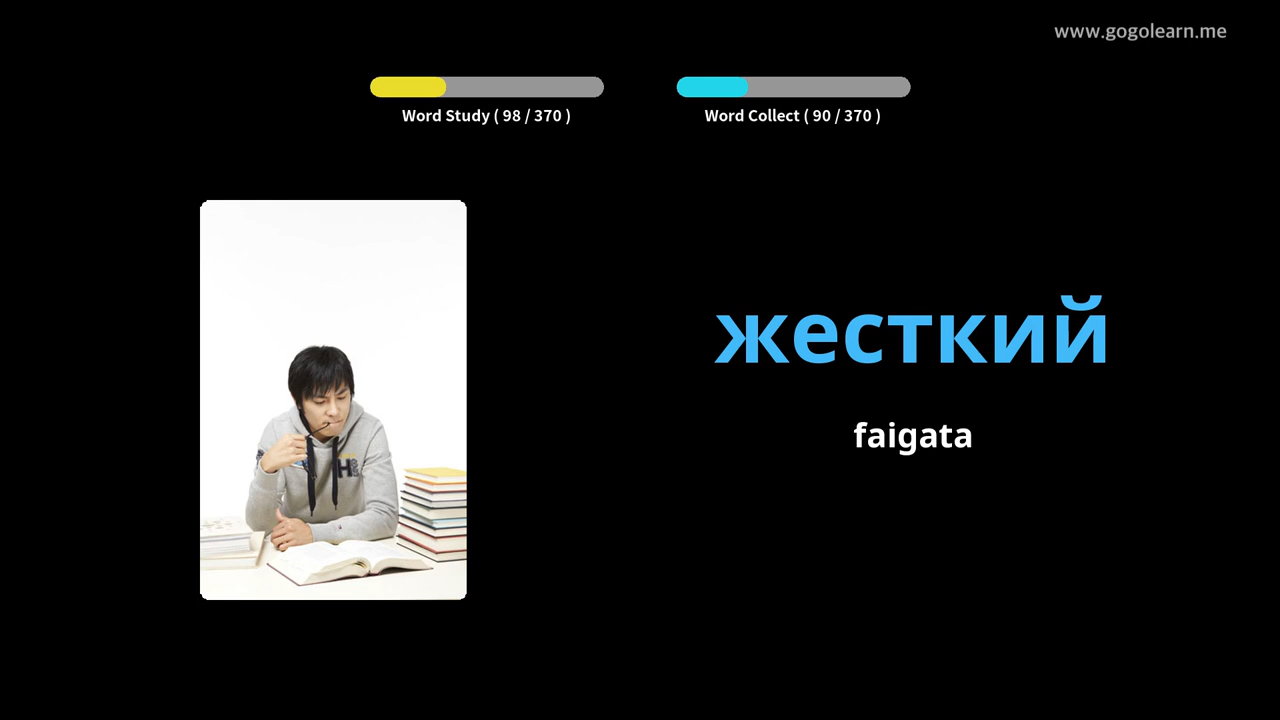 www.gogolearn.me
Word Study ( 98 / 370 )
Word Collect ( 90 / 370 )
жесткий
faigata